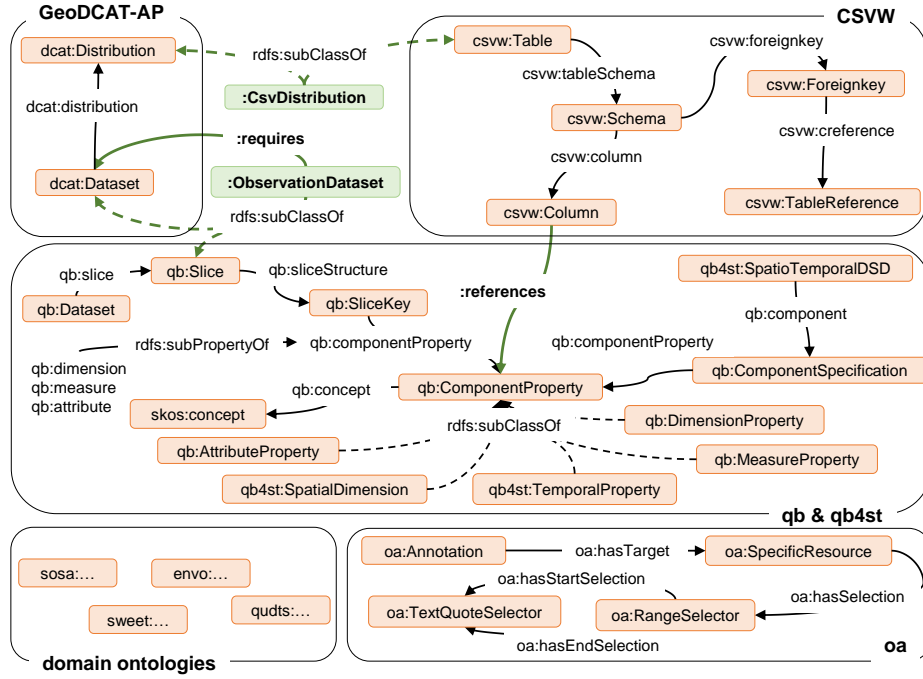 GeoDCAT-AP
dcat:Distribution
dcat:distribution
dcat:Dataset
rdfs:subClassOf
:CsvDistribution
:requires
:ObservationDataset
rdfs:subClassOf
CSVW
csvw:Table
csvw:foreignkey
csvw:tableSchema
csvw:Foreignkey
csvw:Schema
csvw:creference
csvw:column
csvw:TableReference
csvw:Column
qb:slice
qb:Slice
qb:sliceStructure
qb4st:SpatioTemporalDSD
qb:Dataset
qb:SliceKey
:references
qb:component
rdfs:subPropertyOf
qb:componentProperty
qb:componentProperty
qb:dimension
qb:measure
qb:attribute
qb:concept
qb:ComponentProperty
qb:ComponentSpecification
skos:concept
rdfs:subClassOf
qb:DimensionProperty
qb:AttributeProperty
qb:MeasureProperty
qb4st:SpatialDimension
qb4st:TemporalProperty
qb & qb4st
sosa:…
envo:…
sweet:…
qudts:…
domain ontologies
oa:Annotation
oa:hasTarget
oa:SpecificResource
oa:hasStartSelection
oa:hasSelection
oa:TextQuoteSelector
oa:RangeSelector
oa:hasEndSelection
oa